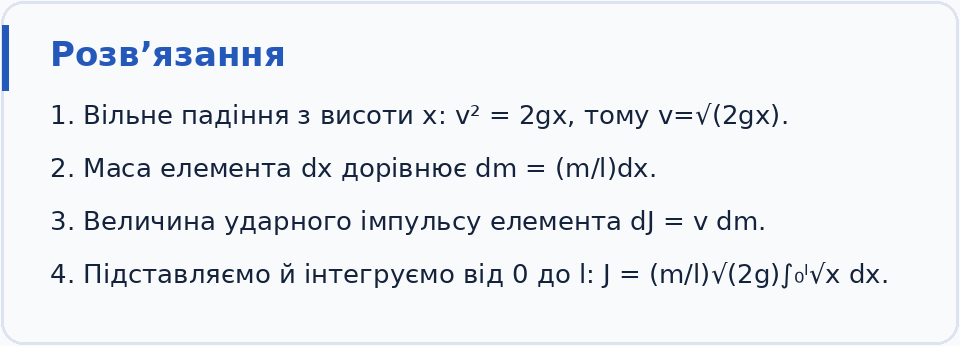 Розв’язання
1. Вільне падіння з висоти x: v² = 2gx, тому v=√(2gx).
2. Маса елемента dx дорівнює dm = (m/l)dx.
3. Величина ударного імпульсу елемента dJ = v dm.
4. Підставляємо й інтегруємо від 0 до l: J = (m/l)√(2g)∫₀ˡ√x dx.